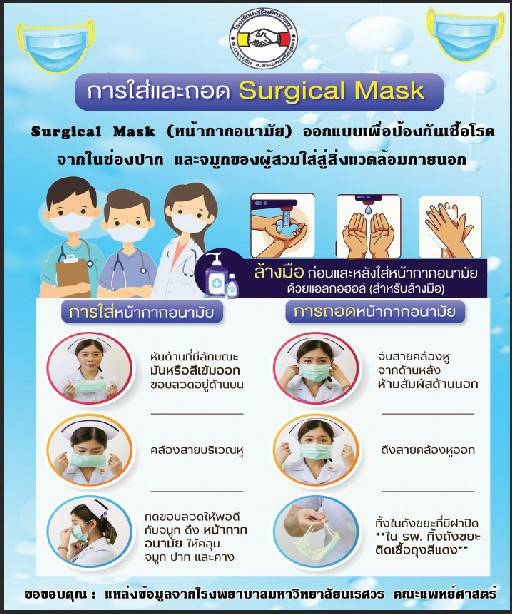 การใส่และถอด Surgical Mask
Surgical Mask (หน้ากากอนามัย) ออกแบบเพื่อป้องกันเชื้อโรค
จากในช่องปาก และจมูกของผู้สวมใส่สู่สิ่งแวดล้อมภายนอก
ล้างมือ ก่อนและหลังใส่หน้ากากอนามัย
ด้วยแอลกอฮอล์ (สำหรับล้างมือ)
การใส่หน้ากากอนามัย
หันด้านที่มีลักษณะ
มันหรือสีเข้มออก
ขอบลวดอยู่ด้านบน
คล้องสายบริเวณหู
กดขอบลวดให้พอดี
กับจมูก ดึง หน้ากาก
อนามัย ให้คลุม
จมูก ปาก และคาง
การถอดหน้ากากอนามัย
จับสายคล้องหู
จากด้านหลัง
ห้ามสัมผัสด้านนอก
ดึงสายคล้องหูออก
ทิ้งในถังขยะที่มีฝาปิด
**ใน รพ. ทิ้งถังขยะ
ติดเชื้อถุงสีแดง**
ขอขอบคุณ : แหล่งข้อมูลจากโรงพยาบาลมหาวิทยาลัยนเรศวร คณะแพทย์ศาสตร์